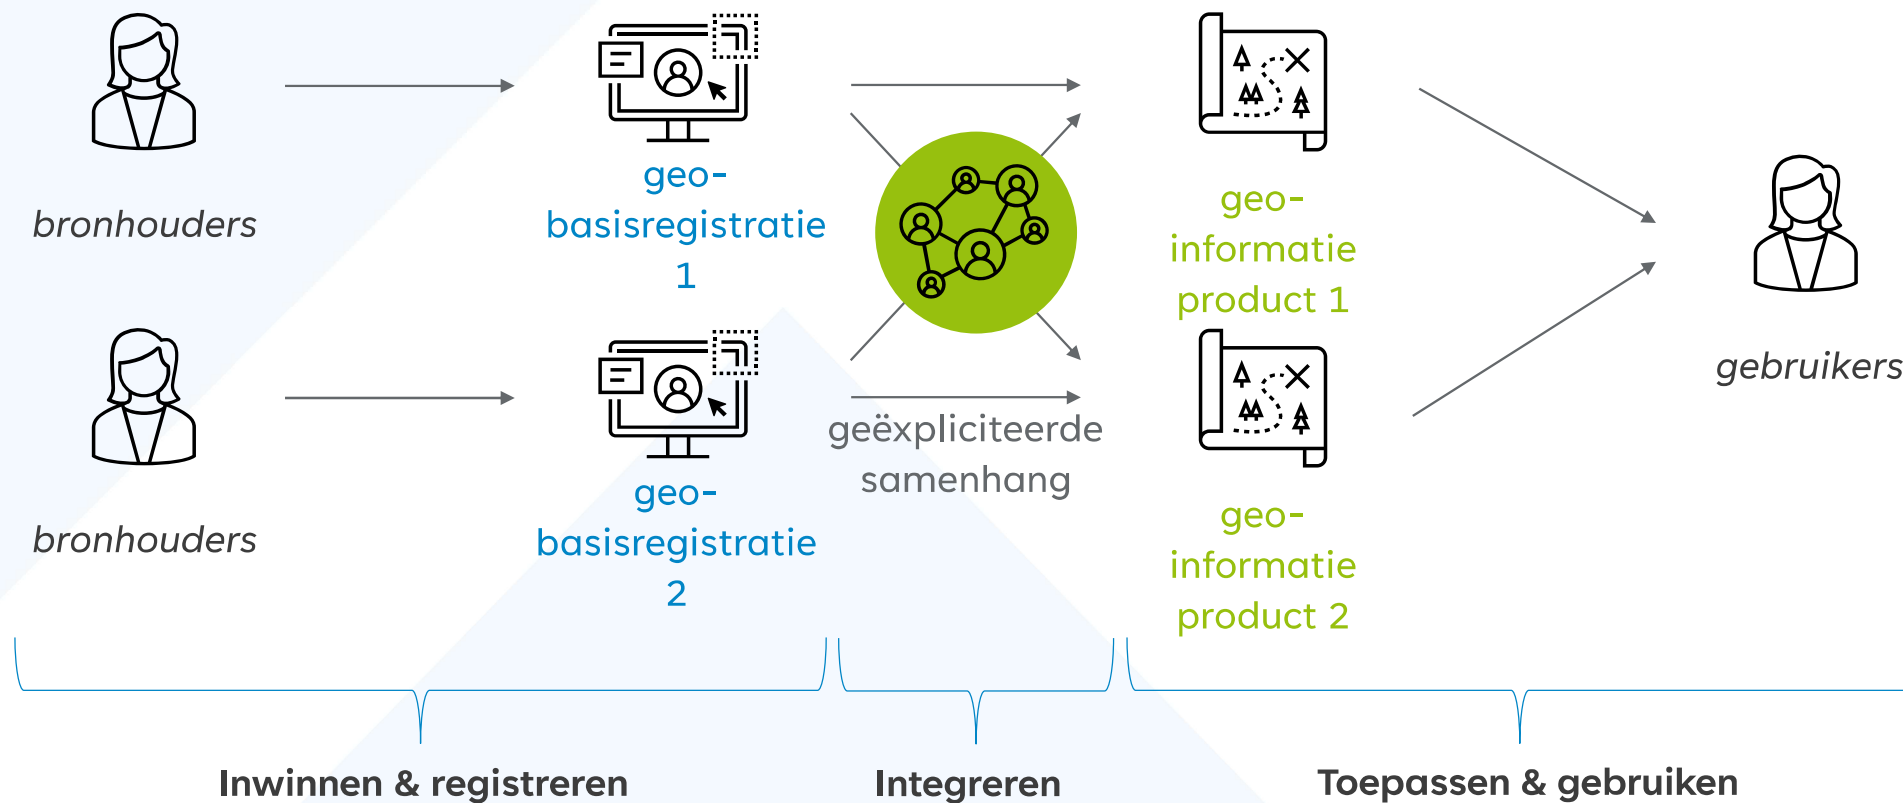 bronhouders
geo-
basisregistratie
1
geo-
informatie
product 1
bronhouders
geo-
basisregistratie
2
geëxpliciteerde
samenhang
geo-
informatie
product 2
gebruikers
Inwinnen & registreren
Integreren
Toepassen & gebruiken